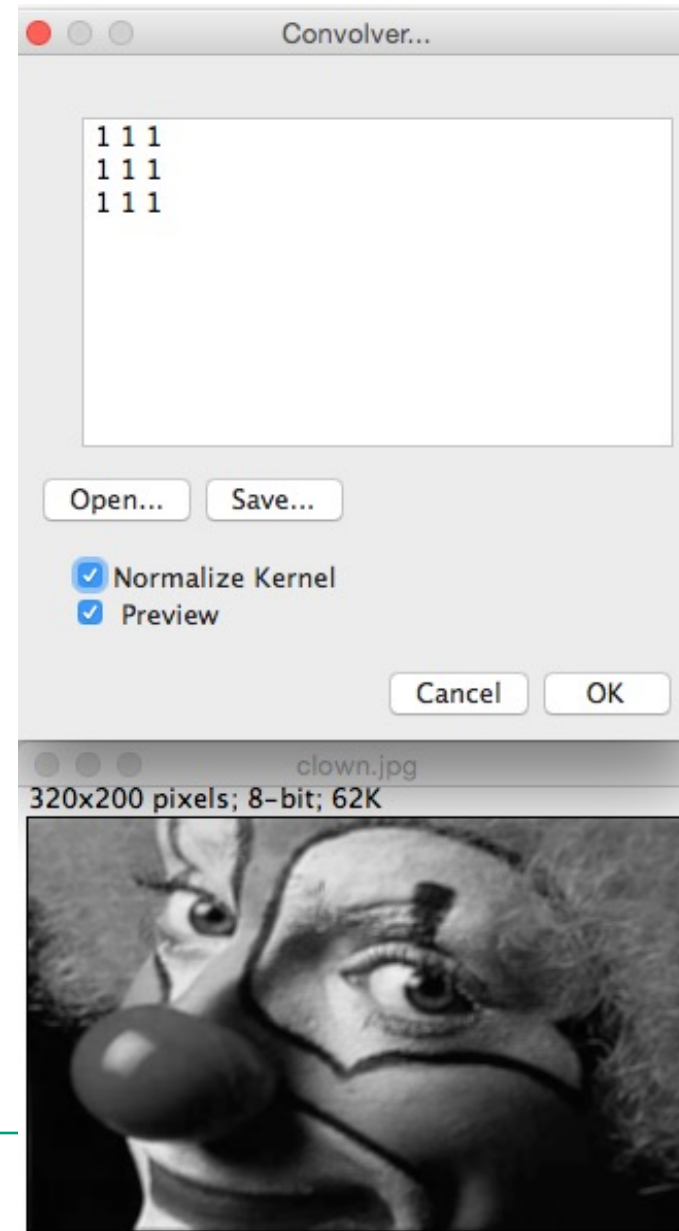 Convolver...
1 1 1
1 1 1
1 1 1
Open... Save...
Normalize Kernel
Preview
Cancel OK
clown.jpg
320x200 pixels; 8-bit; 62K